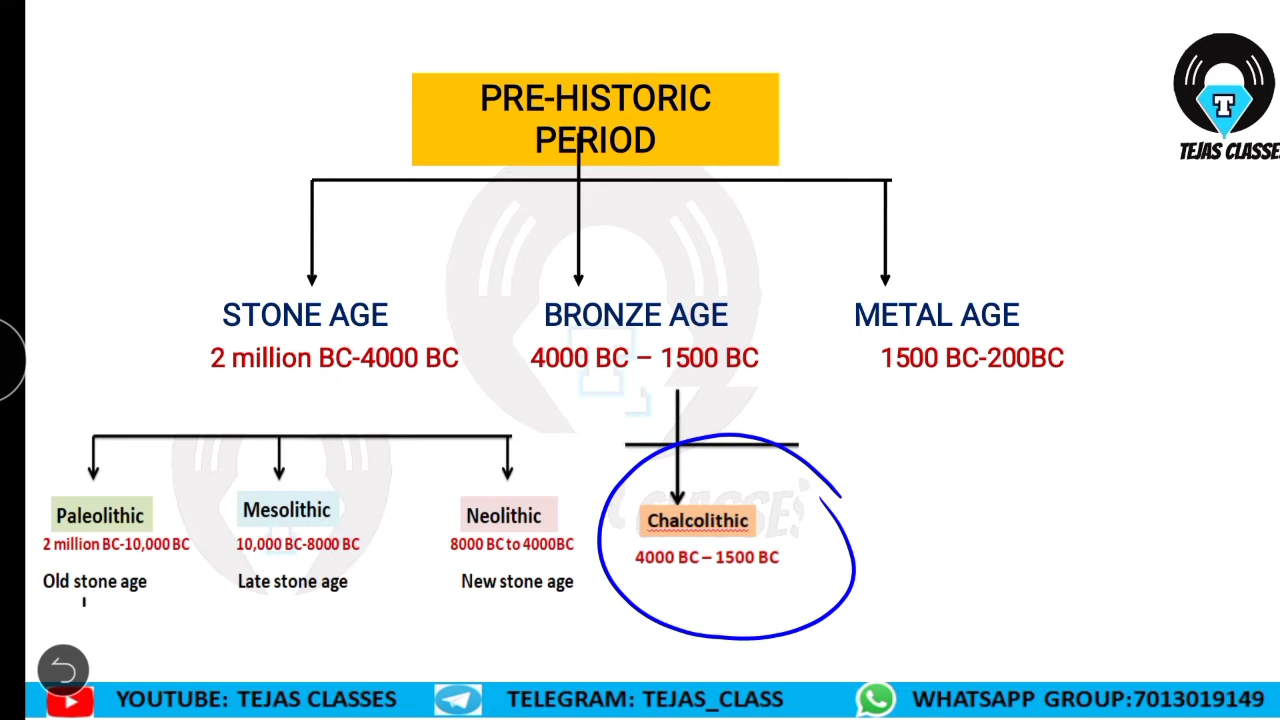 PRE-HISTORIC
PERIOD
T
TEJAS CLASSE
STONE AGE
BRONZE AGE
METAL AGE
2 million BC-4000 BC
4000 BC – 1500 BC
1500 BC-200BC
Paleolithic
2 million BC-10,000 BC
Old stone age
Mesolithic
10,000 BC-8000 BC
Late stone age
Neolithic
8000 BC to 4000BC
New stone age
Chalcolithic
4000 BC – 1500 BC
YOUTUBE: TEJAS CLASSES
TELEGRAM: TEJAS_CLASS
WHATSAPP GROUP:7013019149